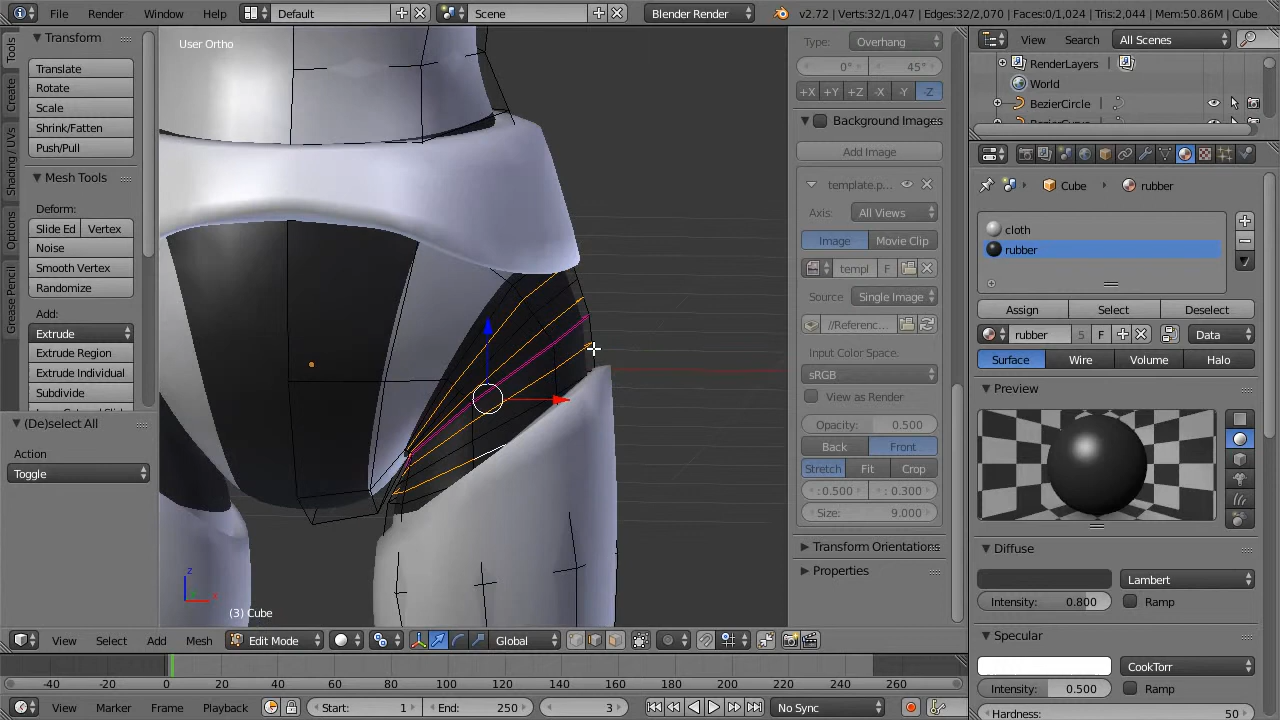 File Render Window Help Default Scene Blender Render v2.72 | Verts:32/1,047 | Edges:32/2,070 | Faces:0/1,024 | Tris:2,044 | Mem:50.86M | Cube
Tools
Create
Shading / UVs
Options
Grease Pencil
Transform
Translate
Rotate
Scale
Shrink/Fatten
Push/Pull
Mesh Tools
Deform:
Slide Ed Vertex
Noise
Smooth Vertex
Randomize
Add:
Extrude
Extrude Region
Extrude Individual
Subdivide
(De)select All
Action
Toggle
User Ortho
z
x
(3) Cube
Type: Overhang
0° 45°
+X +Y +Z -X -Y -Z
Background Images
Add Image
template.p...
Axis: All Views
Image Movie Clip
templ F
Source: Single Image
//Referenc...
Input Color Space:
sRGB
View as Render
Opacity: 0.500
Back Front
Stretch Fit Crop
: 0.500 : 0.300
Size: 9.000
Transform Orientations
Properties
View Search All Scenes
RenderLayers
World
BezierCircle
Cube rubber
cloth
rubber
Assign Select Deselect
rubber 5 F Data
Surface Wire Volume Halo
Preview
Diffuse
Lambert
Intensity: 0.800 Ramp
Specular
CookTorr
Intensity: 0.500 Ramp
Hardness: 50
View Select Add Mesh Edit Mode Global
-40 -20 0 20 40 60 80 100 120 140 160 180 200 220 240 260
View Marker Frame Playback Start: 1 End: 250 3 No Sync